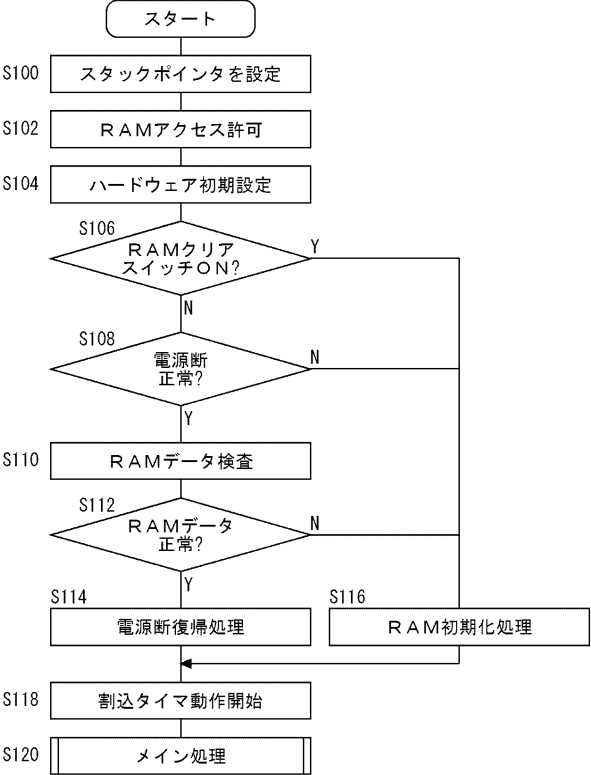 スタート
S100
スタックポインタを設定
S102
ＲＡＭアクセス許可
S104
ハードウェア初期設定
S106
ＲＡＭクリア
スイッチＯＮ?
Y
N
S108
電源断
正常?
N
Y
S110
ＲＡＭデータ検査
S112
ＲＡＭデータ
正常?
N
Y
S114
電源断復帰処理
S116
ＲＡＭ初期化処理
S118
割込タイマ動作開始
S120
メイン処理